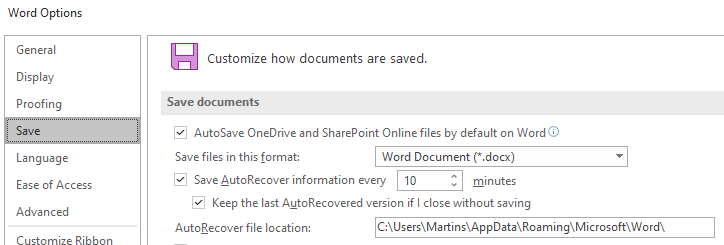 Word Options
General
Display
Proofing
Save
Language
Ease of Access
Advanced
Customize Ribbon
Customize how documents are saved.
Save documents
AutoSave OneDrive and SharePoint Online files by default on Word
Save files in this format: Word Document (*.docx)
Save AutoRecover information every 10 minutes
Keep the last AutoRecovered version if I close without saving
AutoRecover file location: C:\Users\Martins\AppData\Roaming\Microsoft\Word\